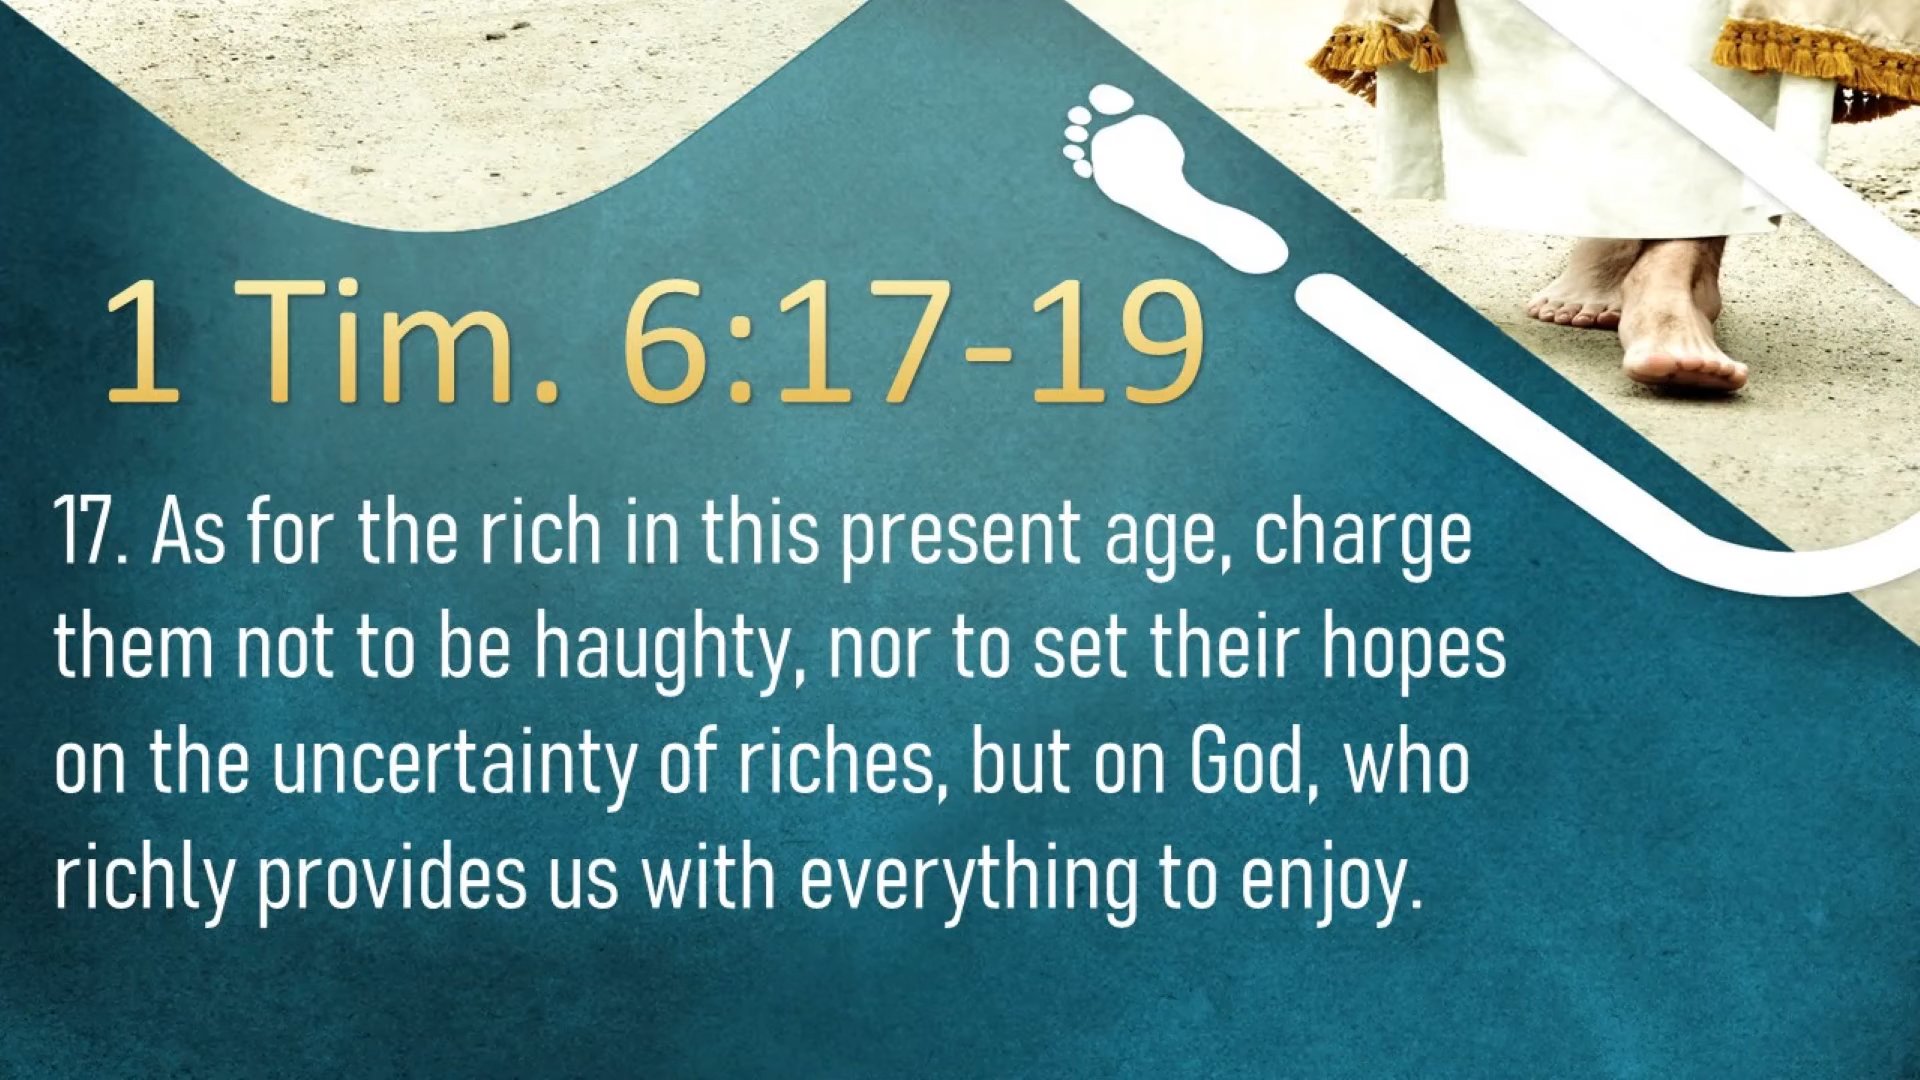 1 Tim. 6:17-19
17. As for the rich in this present age, charge
them not to be haughty, nor to set their hopes
on the uncertainty of riches, but on God, who
richly provides us with everything to enjoy.